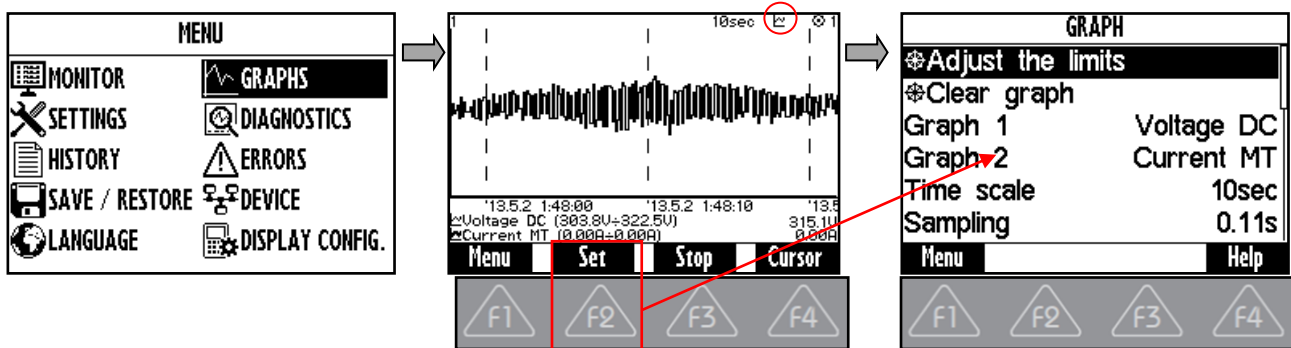 MENU
MONITOR GRAPHS
SETTINGS DIAGNOSTICS
HISTORY ERRORS
SAVE / RESTORE DEVICE
LANGUAGE DISPLAY CONFIG.
1 10sec 1
'13.5.2 1:48:00 '13.5.2 1:48:10 '13.5
Voltage DC (303.8V÷322.5V) 315.1V
Current MT (0.00A÷0.00A) 0.00A
Menu Set Stop Cursor
F1 F2 F3 F4
GRAPH
Adjust the limits
Clear graph
Graph 1 Voltage DC
Graph 2 Current MT
Time scale 10sec
Sampling 0.11s
Menu Help
F1 F2 F3 F4